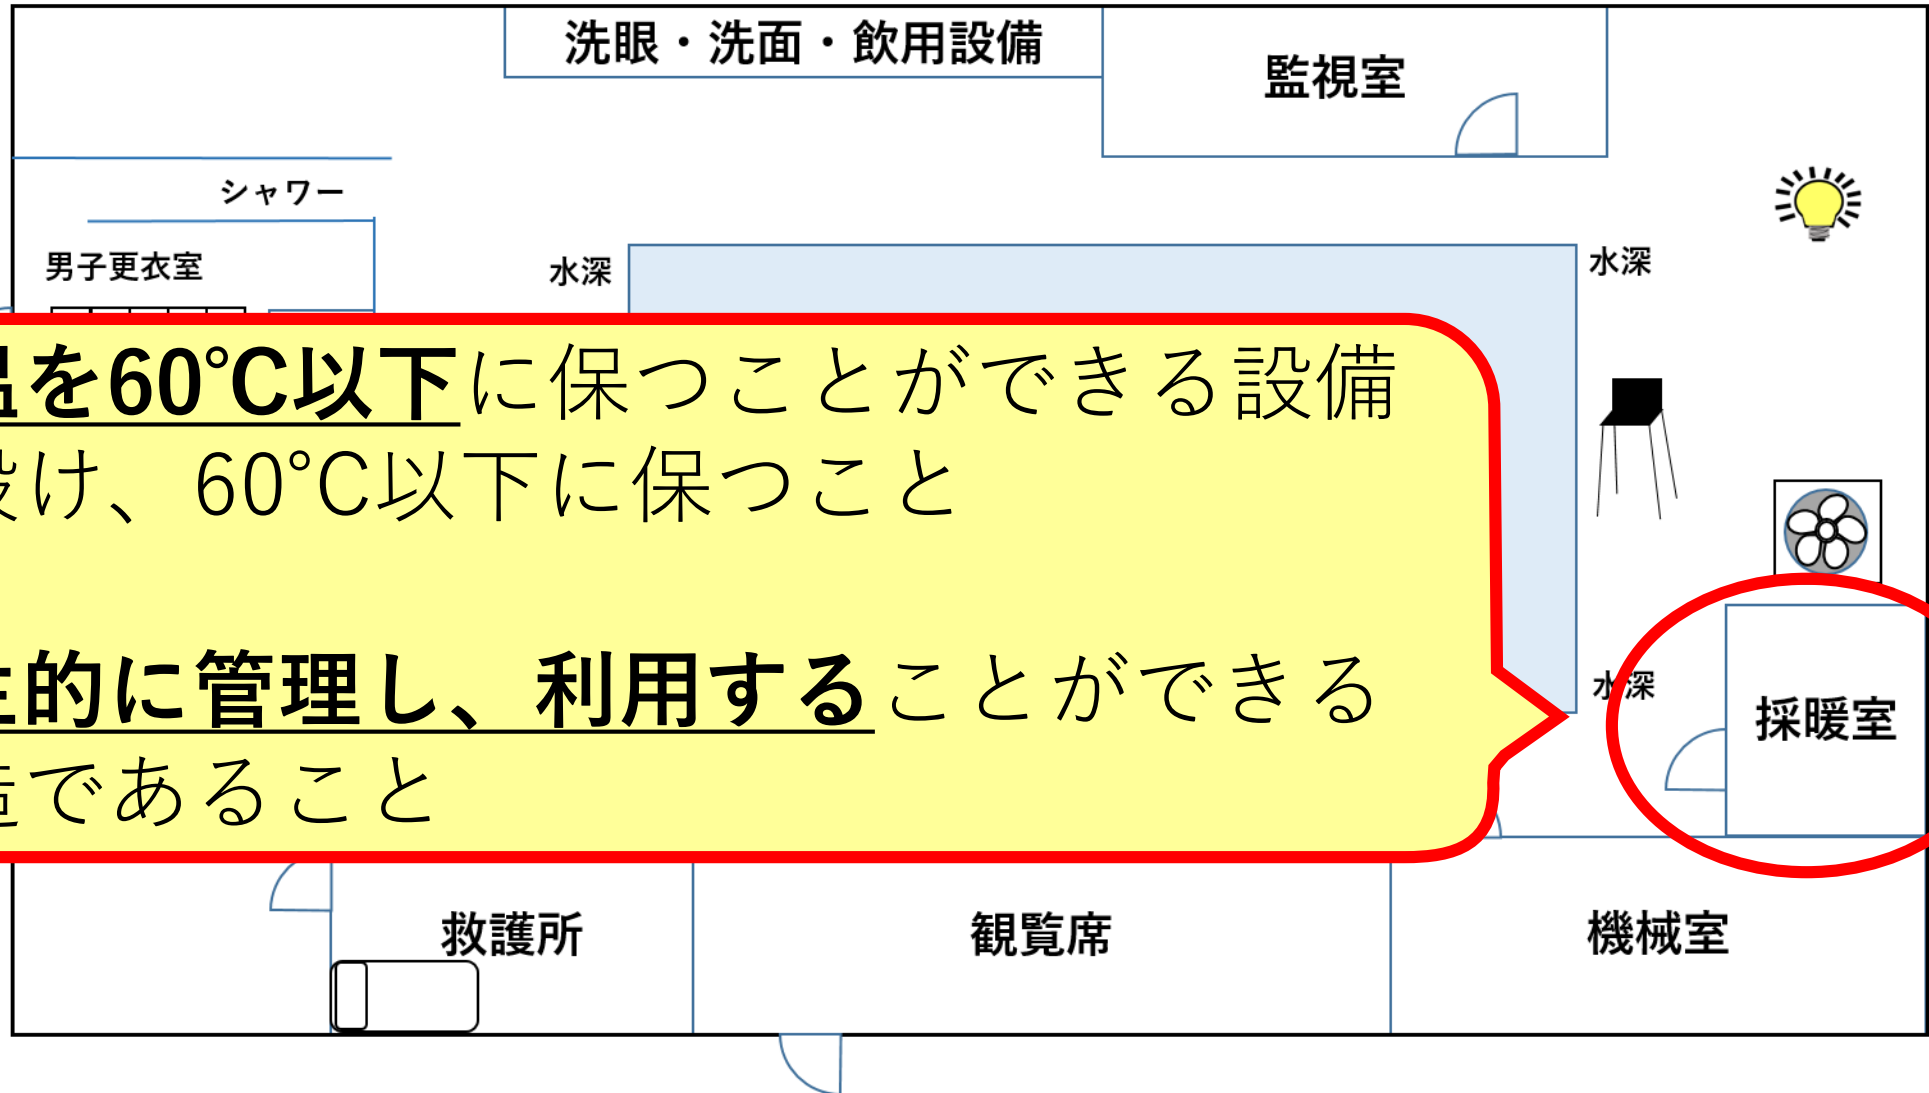 洗眼・洗面・飲用設備
監視室
シャワー
男子更衣室
水深
水深
温を60℃以下に保つことができる設備
設け、60℃以下に保つこと
生的に管理し、利用することができる
造であること
水深
採暖室
救護所
観覧席
機械室